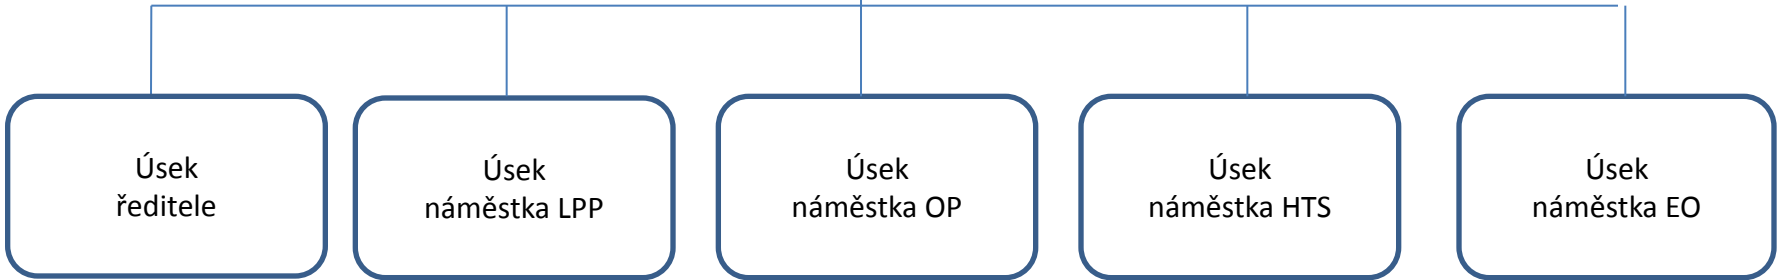 Úsek
ředitele
Úsek
náměstka LPP
Úsek
náměstka OP
Úsek
náměstka HTS
Úsek
náměstka EO